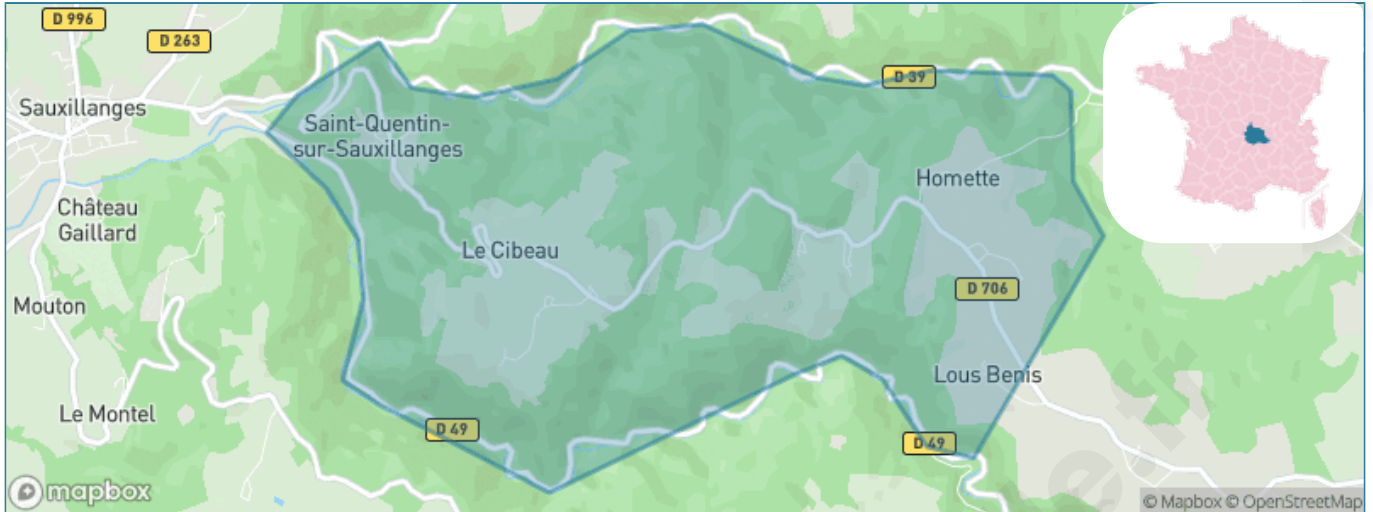 D 996
D 263
Sauxillanges
D 39
Saint-Quentin-
sur-Sauxillanges
Homette
Château
Gaillard
Le Cibeau
D 706
Mouton
Lous Benis
Le Montel
D 49
D 49
mapbox
© Mapbox © OpenStreetMap